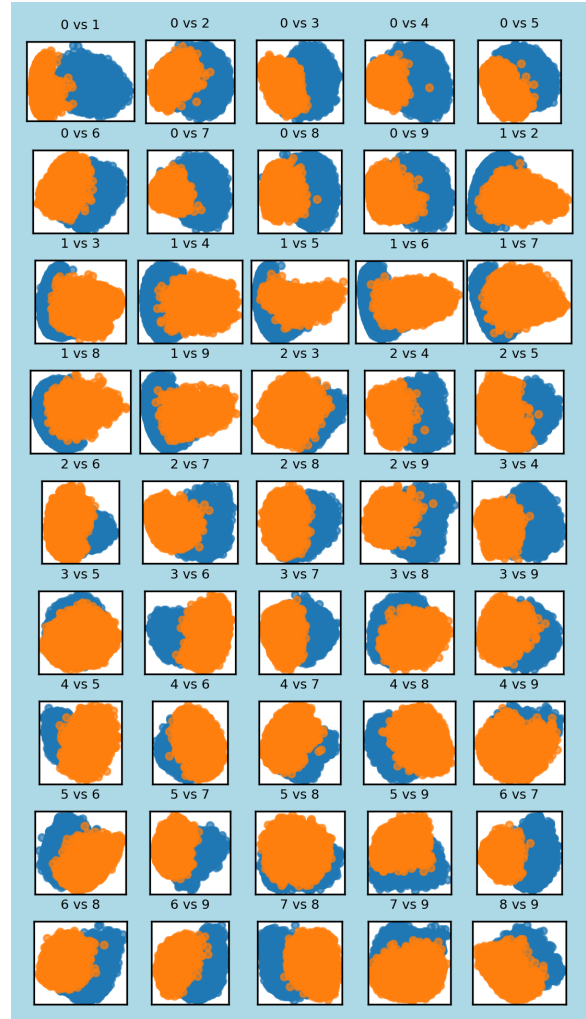 0 vs 1 0 vs 2 0 vs 3 0 vs 4 0 vs 5
0 vs 6 0 vs 7 0 vs 8 0 vs 9 1 vs 2
1 vs 3 1 vs 4 1 vs 5 1 vs 6 1 vs 7
1 vs 8 1 vs 9 2 vs 3 2 vs 4 2 vs 5
2 vs 6 2 vs 7 2 vs 8 2 vs 9 3 vs 4
3 vs 5 3 vs 6 3 vs 7 3 vs 8 3 vs 9
4 vs 5 4 vs 6 4 vs 7 4 vs 8 4 vs 9
5 vs 6 5 vs 7 5 vs 8 5 vs 9 6 vs 7
6 vs 8 6 vs 9 7 vs 8 7 vs 9 8 vs 9